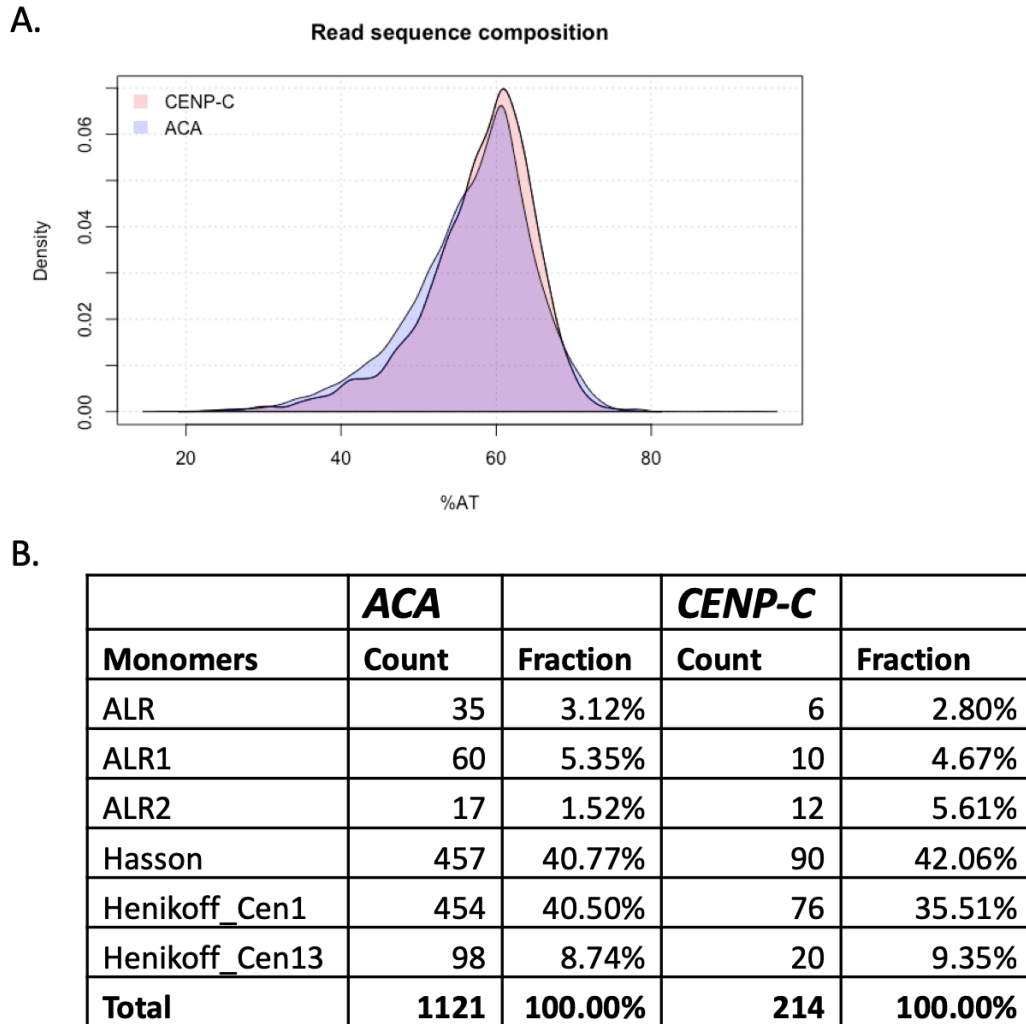 A.
Read sequence composition
CENP-C
ACA
Density
0.00
0.02
0.04
0.06
20 40 60 80
%AT
B.
ACA CENP-C
Monomers Count Fraction Count Fraction
ALR 35 3.12% 6 2.80%
ALR1 60 5.35% 10 4.67%
ALR2 17 1.52% 12 5.61%
Hasson 457 40.77% 90 42.06%
Henikoff_Cen1 454 40.50% 76 35.51%
Henikoff_Cen13 98 8.74% 20 9.35%
Total 1121 100.00% 214 100.00%